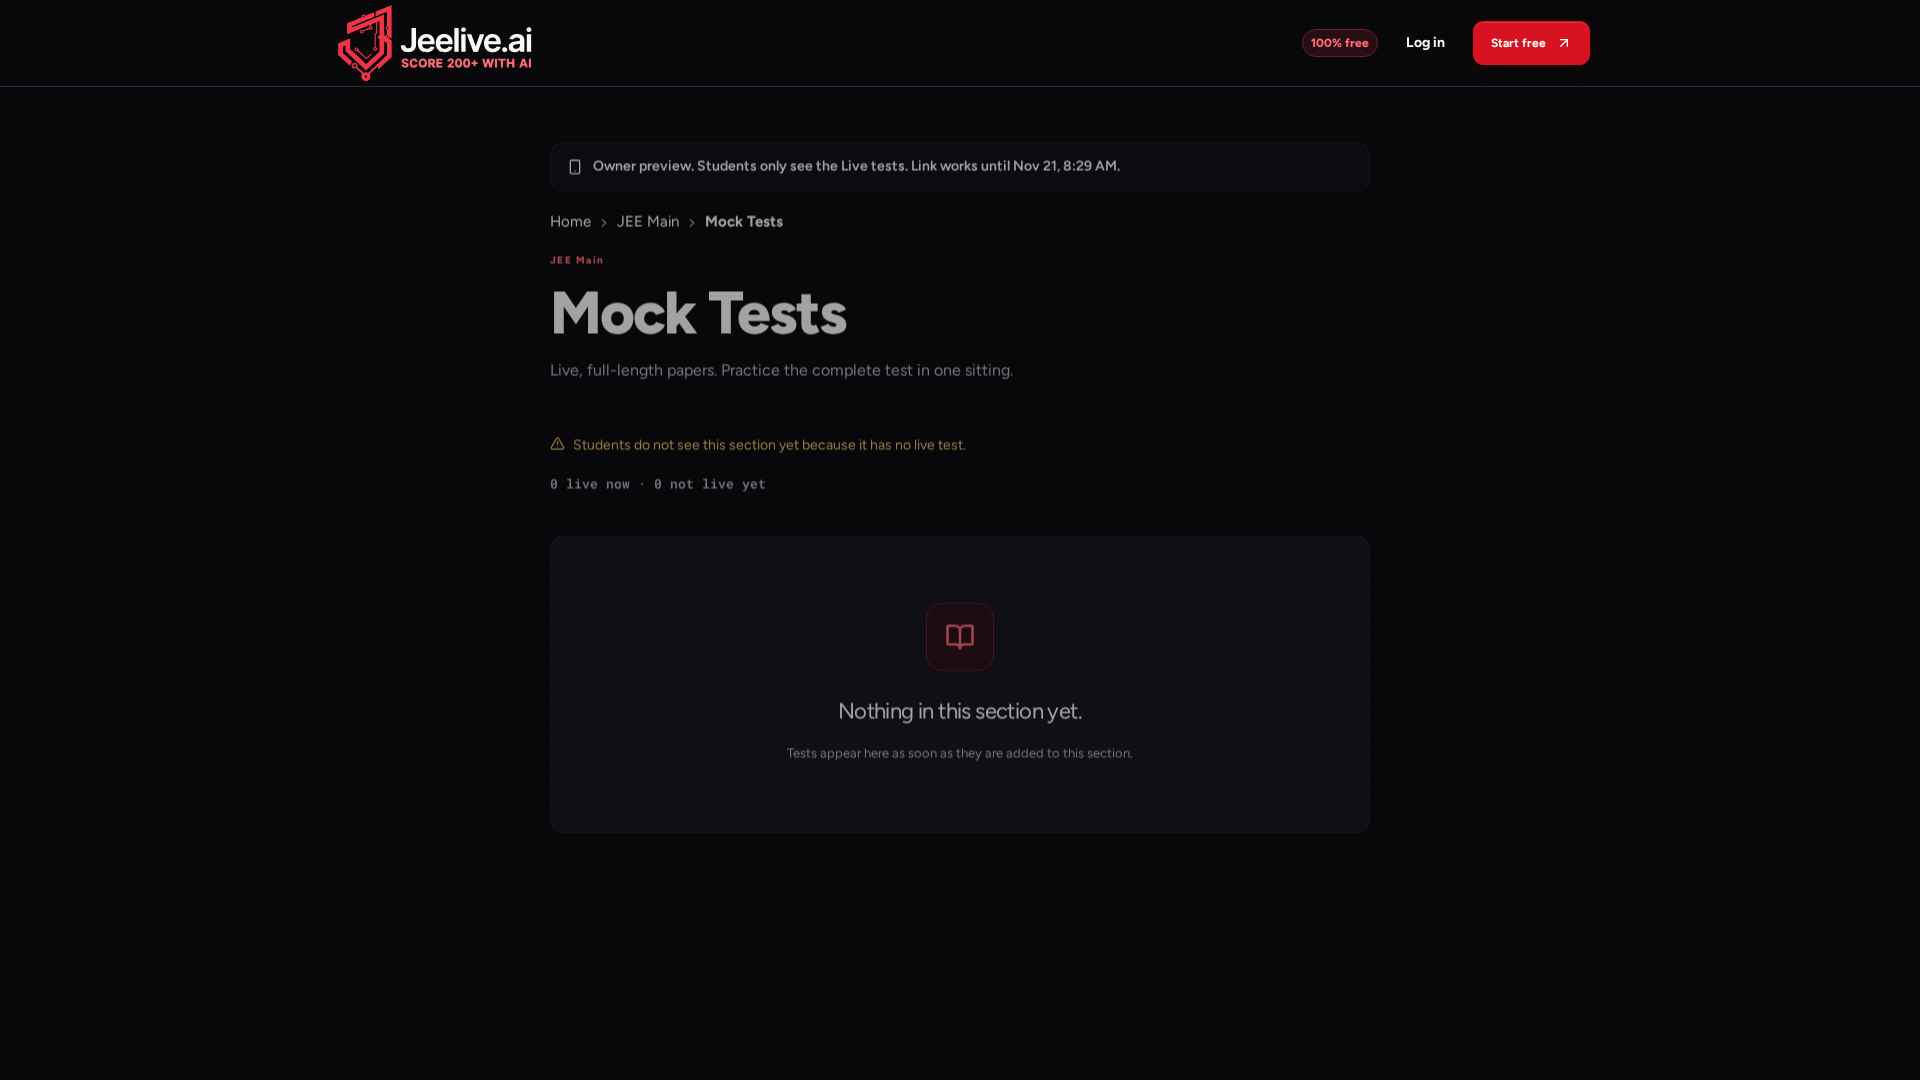 Jeelive.ai
SCORE 200+ WITH AI
100% free
Log in
Start free
Owner preview. Students only see the Live tests. Link works until Nov 21, 8:29 AM.
Home > JEE Main > Mock Tests
JEE Main
Mock Tests
Live, full-length papers. Practice the complete test in one sitting.
Students do not see this section yet because it has no live test.
0 live now · 0 not live yet
Nothing in this section yet.
Tests appear here as soon as they are added to this section.